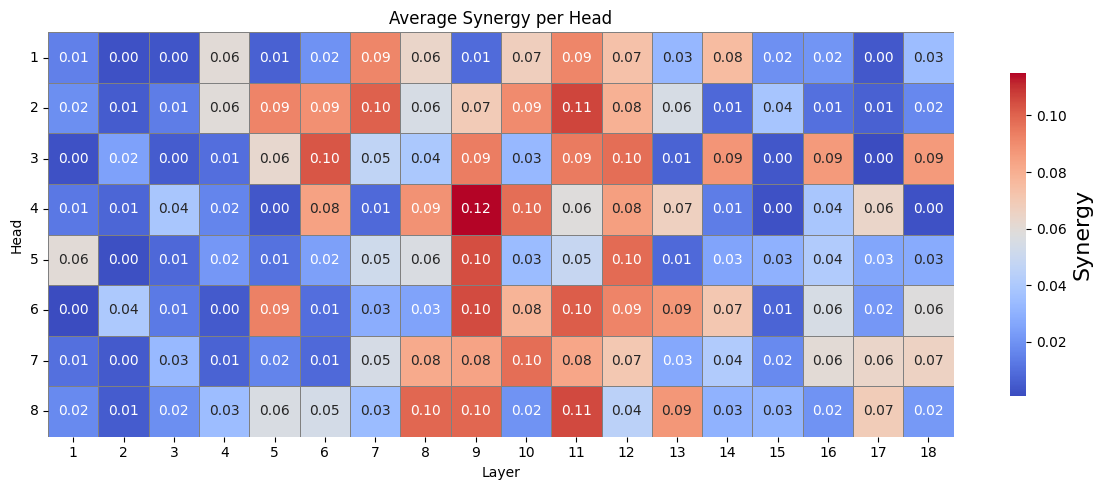 Average Synergy per Head
1 0.01 0.00 0.00 0.06 0.01 0.02 0.09 0.06 0.01 0.07 0.09 0.07 0.03 0.08 0.02 0.02 0.00 0.03
2 0.02 0.01 0.01 0.06 0.09 0.09 0.10 0.06 0.07 0.09 0.11 0.08 0.06 0.01 0.04 0.01 0.01 0.02
3 0.00 0.02 0.00 0.01 0.06 0.10 0.05 0.04 0.09 0.03 0.09 0.10 0.01 0.09 0.00 0.09 0.00 0.09
4 0.01 0.01 0.04 0.02 0.00 0.08 0.01 0.09 0.12 0.10 0.06 0.08 0.07 0.01 0.00 0.04 0.06 0.00
5 0.06 0.00 0.01 0.02 0.01 0.02 0.05 0.06 0.10 0.03 0.05 0.10 0.01 0.03 0.03 0.04 0.03 0.03
6 0.00 0.04 0.01 0.00 0.09 0.01 0.03 0.03 0.10 0.08 0.10 0.09 0.09 0.07 0.01 0.06 0.02 0.06
7 0.01 0.00 0.03 0.01 0.02 0.01 0.05 0.08 0.08 0.10 0.08 0.07 0.03 0.04 0.02 0.06 0.06 0.07
8 0.02 0.01 0.02 0.03 0.06 0.05 0.03 0.10 0.10 0.02 0.11 0.04 0.09 0.03 0.03 0.02 0.07 0.02
1 2 3 4 5 6 7 8 9 10 11 12 13 14 15 16 17 18
Layer
Head
0.10
0.08
0.06
0.04
0.02
Synergy